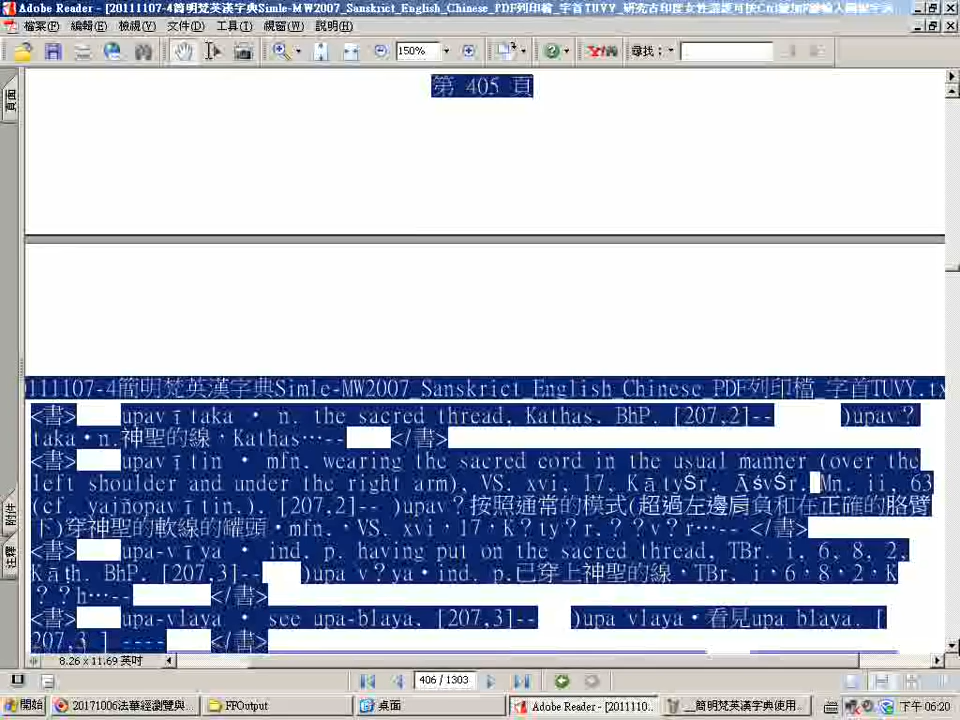 Adobe Reader - [20111107-4簡明梵英漢字典Simle-MW2007_Sanskrict_English_Chinese_PDF列印檔_字首TUVY_研究古印度女性
檔案(F) 編輯(E) 檢視(V) 文件(D) 工具(T) 視窗(W) 說明(H)
150% 尋找:
頁面
第 405 頁
111107-4簡明梵英漢字典Simle-MW2007_Sanskrict_English_Chinese_PDF列印檔_字首TUVY.tx
<書> upavītaka • n. the sacred thread, Kathas. BhP. [207,2]-- )upav?
taka•n.神聖的線,Kathas…-- </書>
<書> upavītin • mfn. wearing the sacred cord in the usual manner (over the
left shoulder and under the right arm), VS. xvi, 17, KātyŚr. ĀśvŚr. Mn. ii, 63
(cf. yajñopavītin.). [207,2]-- )upav?按照通常的模式(超過左邊肩負和在正確的胳臂
下)穿神聖的軟線的罐頭•mfn.,VS. xvi,17,K?ty?r.??v?r…-- </書>
<書> upa-vīya • ind. p. having put on the sacred thread, TBr. i, 6, 8, 2,
Kāṭh. BhP. [207,3]-- )upa v?ya•ind. p.已穿上神聖的線,TBr. i,6,8,2,K
??h…-- </書>
<書> upa-vlaya • see upa-blaya. [207,3]-- )upa vlaya•看見upa blaya. [
207,3 ] ---- </書>
附件
註釋
8.26 x 11.69 英吋
406 / 1303
開始 20171006法華經瀏覽與... FFOutput 桌面 Adobe Reader - [2011110... __簡明梵英字典使用... 下午 06:20